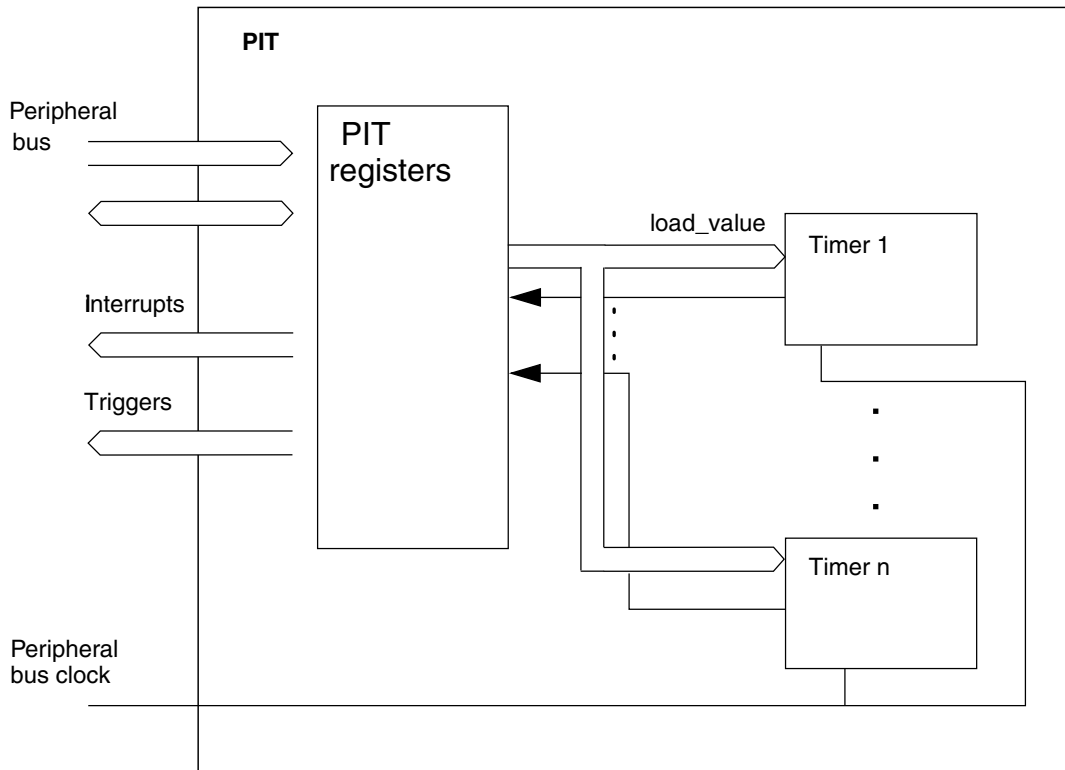 PIT
Peripheral
bus
PIT
registers
load_value
Timer 1
Interrupts
Triggers
Timer n
Peripheral
bus clock